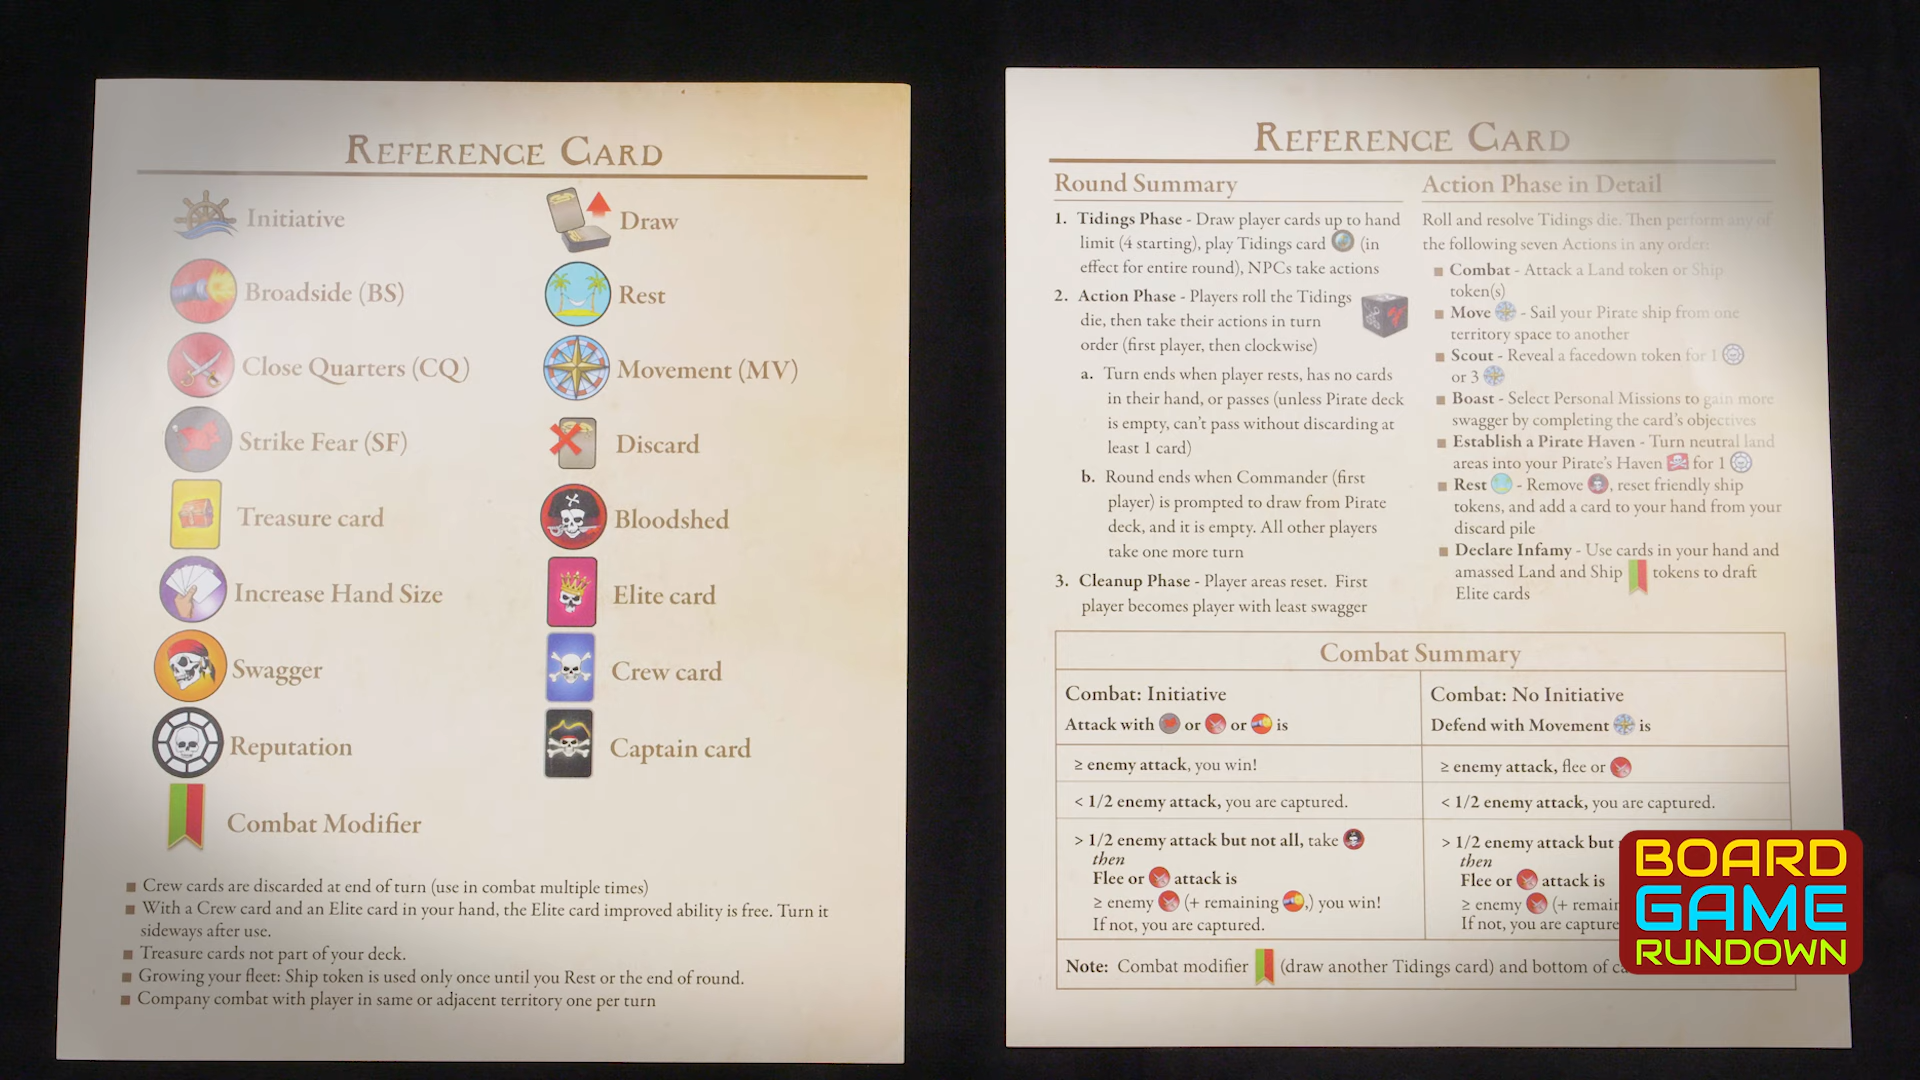 REFERENCE CARD
Initiative
Broadside (BS)
Close Quarters (CQ)
Strike Fear (SF)
Treasure card
Increase Hand Size
Swagger
Reputation
Combat Modifier
Draw
Rest
Movement (MV)
Discard
Bloodshed
Elite card
Crew card
Captain card
■ Crew cards are discarded at end of turn (use in combat multiple times)
■ With a Crew card and an Elite card in your hand, the Elite card improved ability is free. Turn it
sideways after use.
■ Treasure cards not part of your deck.
■ Growing your fleet: Ship token is used only once until you Rest or the end of round.
■ Company combat with player in same or adjacent territory one per turn
REFERENCE CARD
Round Summary
1. Tidings Phase - Draw player cards up to hand
limit (4 starting), play Tidings card (in
effect for entire round), NPCs take actions
2. Action Phase - Players roll the Tidings
die, then take their actions in turn
order (first player, then clockwise)
a. Turn ends when player rests, has no cards
in their hand, or passes (unless Pirate deck
is empty, can't pass without discarding at
least 1 card)
b. Round ends when Commander (first
player) is prompted to draw from Pirate
deck, and it is empty. All other players
take one more turn
3. Cleanup Phase - Player areas reset. First
player becomes player with least swagger
Action Phase in Detail
Roll and resolve Tidings die. Then perform any of
the following seven Actions in any order:
■ Combat - Attack a Land token or Ship
token(s)
■ Move - Sail your Pirate ship from one
territory space to another
■ Scout - Reveal a facedown token for 1
or 3
■ Boast - Select Personal Missions to gain more
swagger by completing the card's objectives
■ Establish a Pirate Haven - Turn neutral land
areas into your Pirate's Haven for 1
■ Rest - Remove , reset friendly ship
tokens, and add a card to your hand from your
discard pile
■ Declare Infamy - Use cards in your hand and
amassed Land and Ship tokens to draft
Elite cards
Combat Summary
Combat: Initiative
Attack with or or is
≥ enemy attack, you win!
< 1/2 enemy attack, you are captured.
> 1/2 enemy attack but not all, take
then
Flee or attack is
≥ enemy (+ remaining ,) you win!
If not, you are captured.
Combat: No Initiative
Defend with Movement is
≥ enemy attack, flee or
< 1/2 enemy attack, you are captured.
> 1/2 enemy attack but
then
Flee or attack is
≥ enemy (+ remain
If not, you are capture
Note: Combat modifier (draw another Tidings card) and bottom of
BOARD
GAME
RUNDOWN